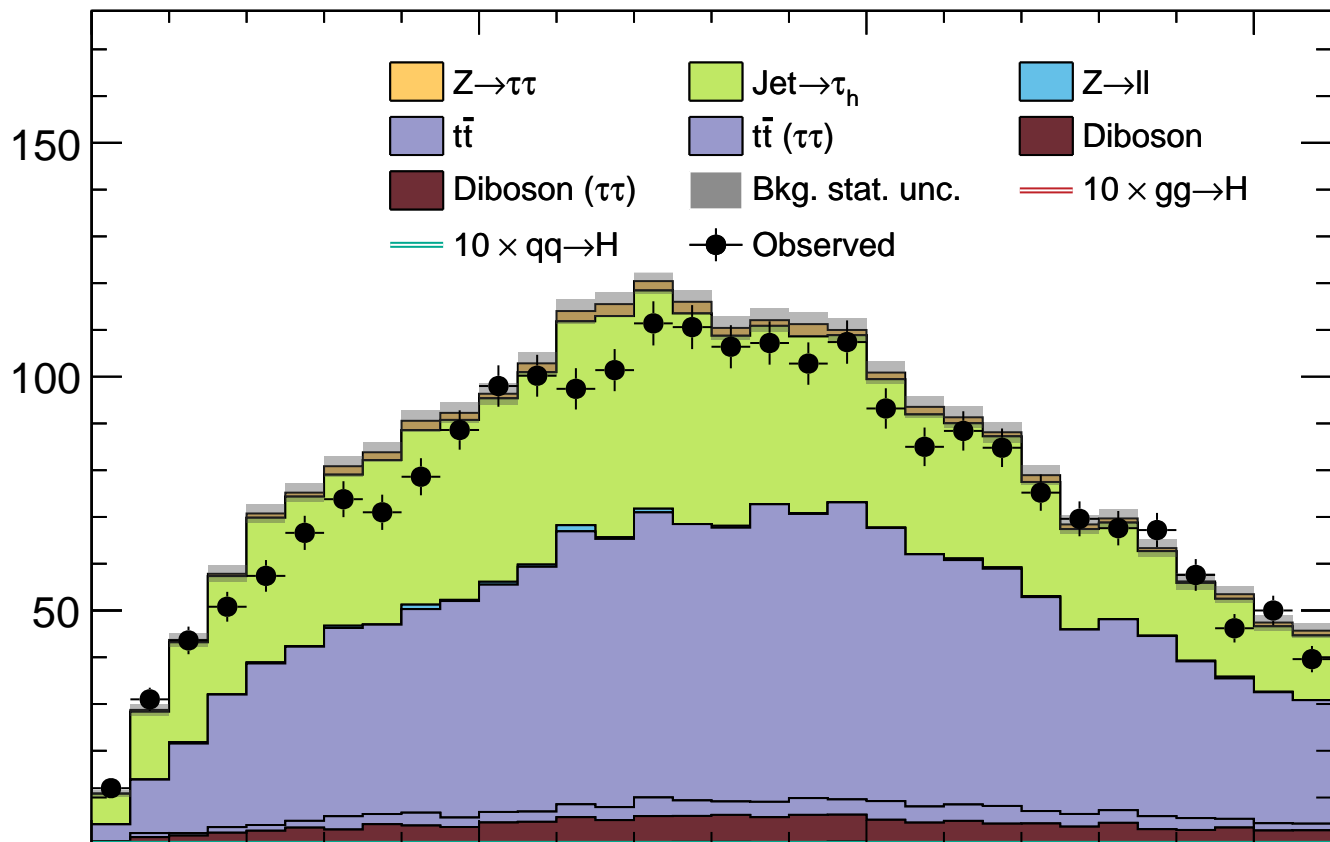 Z→ττ Jet→τₕ Z→ll
tt̄ tt̄ (ττ) Diboson
Diboson (ττ) Bkg. stat. unc. 10 × gg→H
10 × qq→H Observed
150
100
50